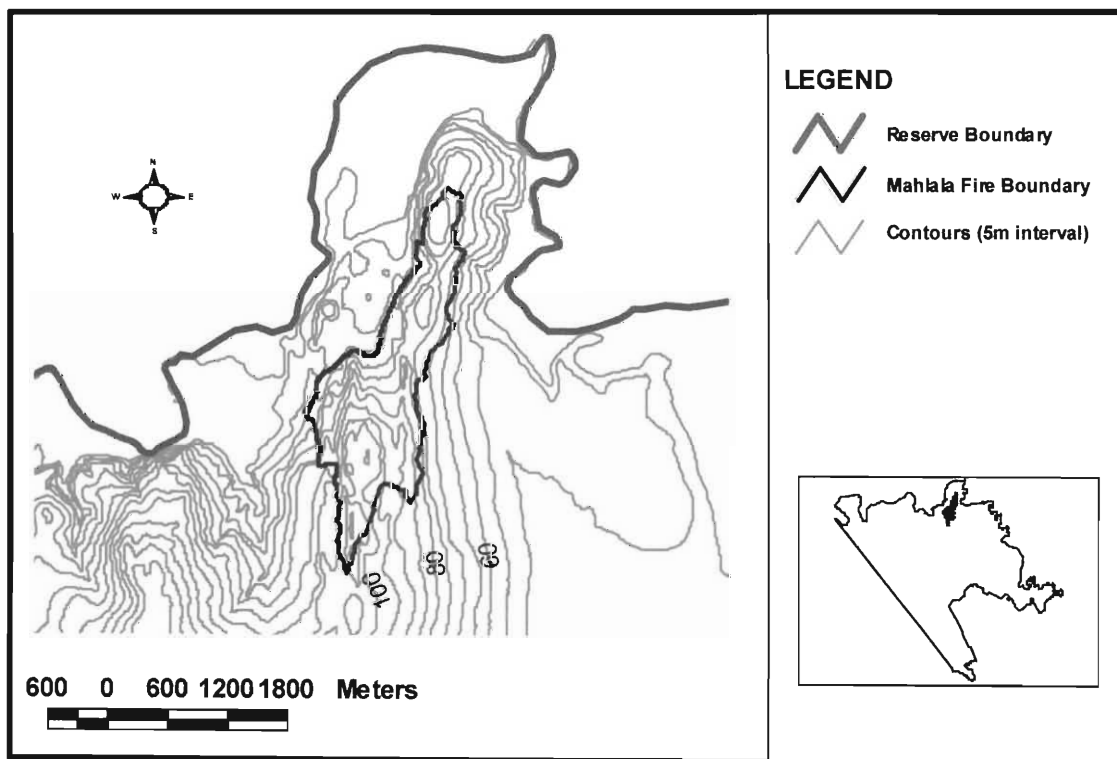 N
W E
S
100
80
60
600 0 600 1200 1800 Meters
LEGEND
Reserve Boundary
Mahlala Fire Boundary
Contours (5m interval)